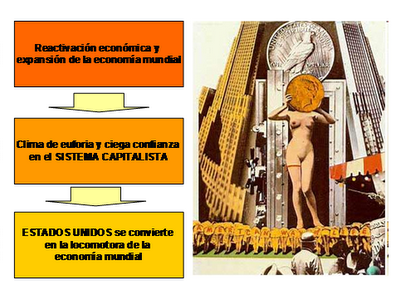 Reactivación económica y
expansión de la economía mundial
Clima de euforia y ciega confianza
en el SISTEMA CAPITALISTA
ESTADOS UNIDOS se convierte
en la locomotora de la
economía mundial